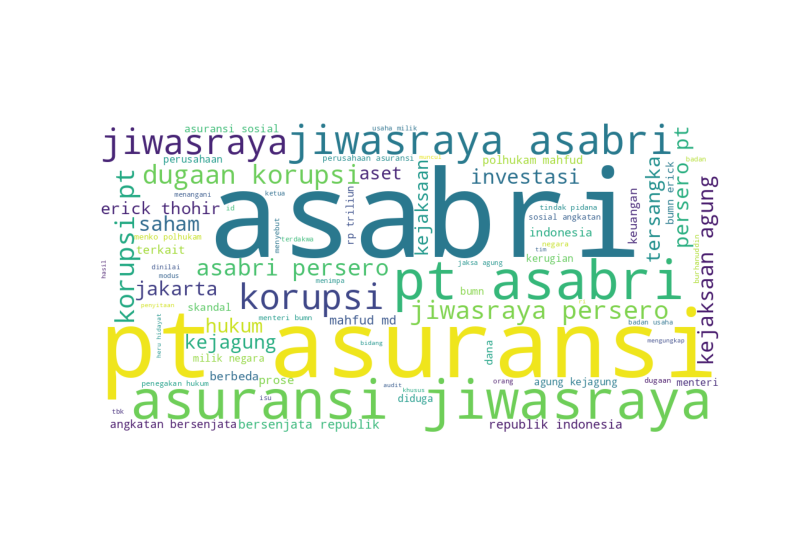 asuransi sosial
usaha milik
jiwasraya
jiwasraya asabri
perusahaan
perusahaan asuransi
mundur
polhukam mahfud
badan
dugaan korupsi
aset
kejaksaan
investasi
tersangka
bumn erick
persero pt
menangani
ketua
tindak pidana
erick thohir
id
rp triliun
sosial angkatan
keuangan
kejaksaan agung
saham
asabri
indonesia
korupsi pt
menko polhukam
menyebut
terdakwa
negara
terkait
tim
kerugian
burhanuddin
hasil
dinilai
modus
asabri persero
jaksa agung
pt asabri
menimpa
jakarta
korupsi
bumn
penyitaan
skandal
jiwasraya persero
heru hidayat
hukum
menteri bumn
mahfud md
badan usaha
pt asuransi
kejagung
bidang
mengungkap
milik negara
dana
berbeda
prose
penegakan hukum
audit
khusus
orang
agung kejagung
dugaan
menteri
isu
diduga
tbk
asuransi jiwasraya
angkatan bersenjata
bersenjata republik
republik indonesia